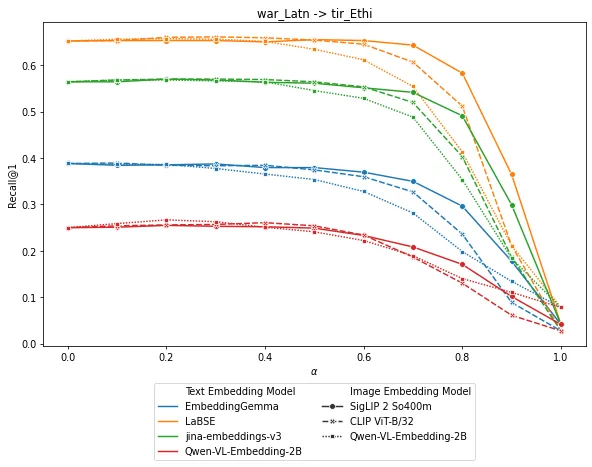 war_Latn -> tir_Ethi
Recall@1
0.6
0.5
0.4
0.3
0.2
0.1
0.0
0.0 0.2 0.4 0.6 0.8 1.0
α
Text Embedding Model
EmbeddingGemma
LaBSE
jina-embeddings-v3
Qwen-VL-Embedding-2B
Image Embedding Model
SigLIP 2 So400m
CLIP ViT-B/32
Qwen-VL-Embedding-2B